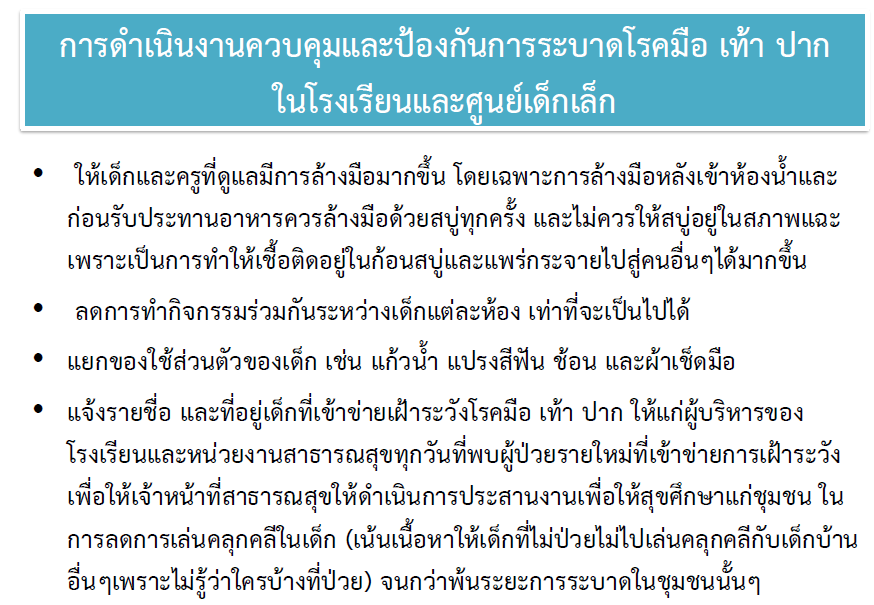 การดำเนินงานควบคุมและป้องกันการระบาดโรคมือ เท้า ปาก
ในโรงเรียนและศูนย์เด็กเล็ก
• ให้เด็กและครูที่ดูแลมีการล้างมือมากขึ้น โดยเฉพาะการล้างมือหลังเข้าห้องน้ำและ
ก่อนรับประทานอาหารควรล้างมือด้วยสบู่ทุกครั้ง และไม่ควรให้สบู่อยู่ในสภาพแฉะ
เพราะเป็นการทำให้เชื้อติดอยู่ในก้อนสบู่และแพร่กระจายไปสู่คนอื่นๆได้มากขึ้น
• ลดการทำกิจกรรมร่วมกันระหว่างเด็กแต่ละห้อง เท่าที่จะเป็นไปได้
• แยกของใช้ส่วนตัวของเด็ก เช่น แก้วน้ำ แปรงสีฟัน ช้อน และผ้าเช็ดมือ
• แจ้งรายชื่อ และที่อยู่เด็กที่เข้าข่ายเฝ้าระวังโรคมือ เท้า ปาก ให้แก่ผู้บริหารของ
โรงเรียนและหน่วยงานสาธารณสุขทุกวันที่พบผู้ป่วยรายใหม่ที่เข้าข่ายการเฝ้าระวัง
เพื่อให้เจ้าหน้าที่สาธารณสุขให้ดำเนินการประสานงานเพื่อให้สุขศึกษาแก่ชุมชน ใน
การลดการเล่นคลุกคลีในเด็ก (เน้นเนื้อหาให้เด็กที่ไม่ป่วยไม่ไปเล่นคลุกคลีกับเด็กบ้าน
อื่นๆเพราะไม่รู้ว่าใครบ้างที่ป่วย) จนกว่าพ้นระยะการระบาดในชุมชนนั้นๆ